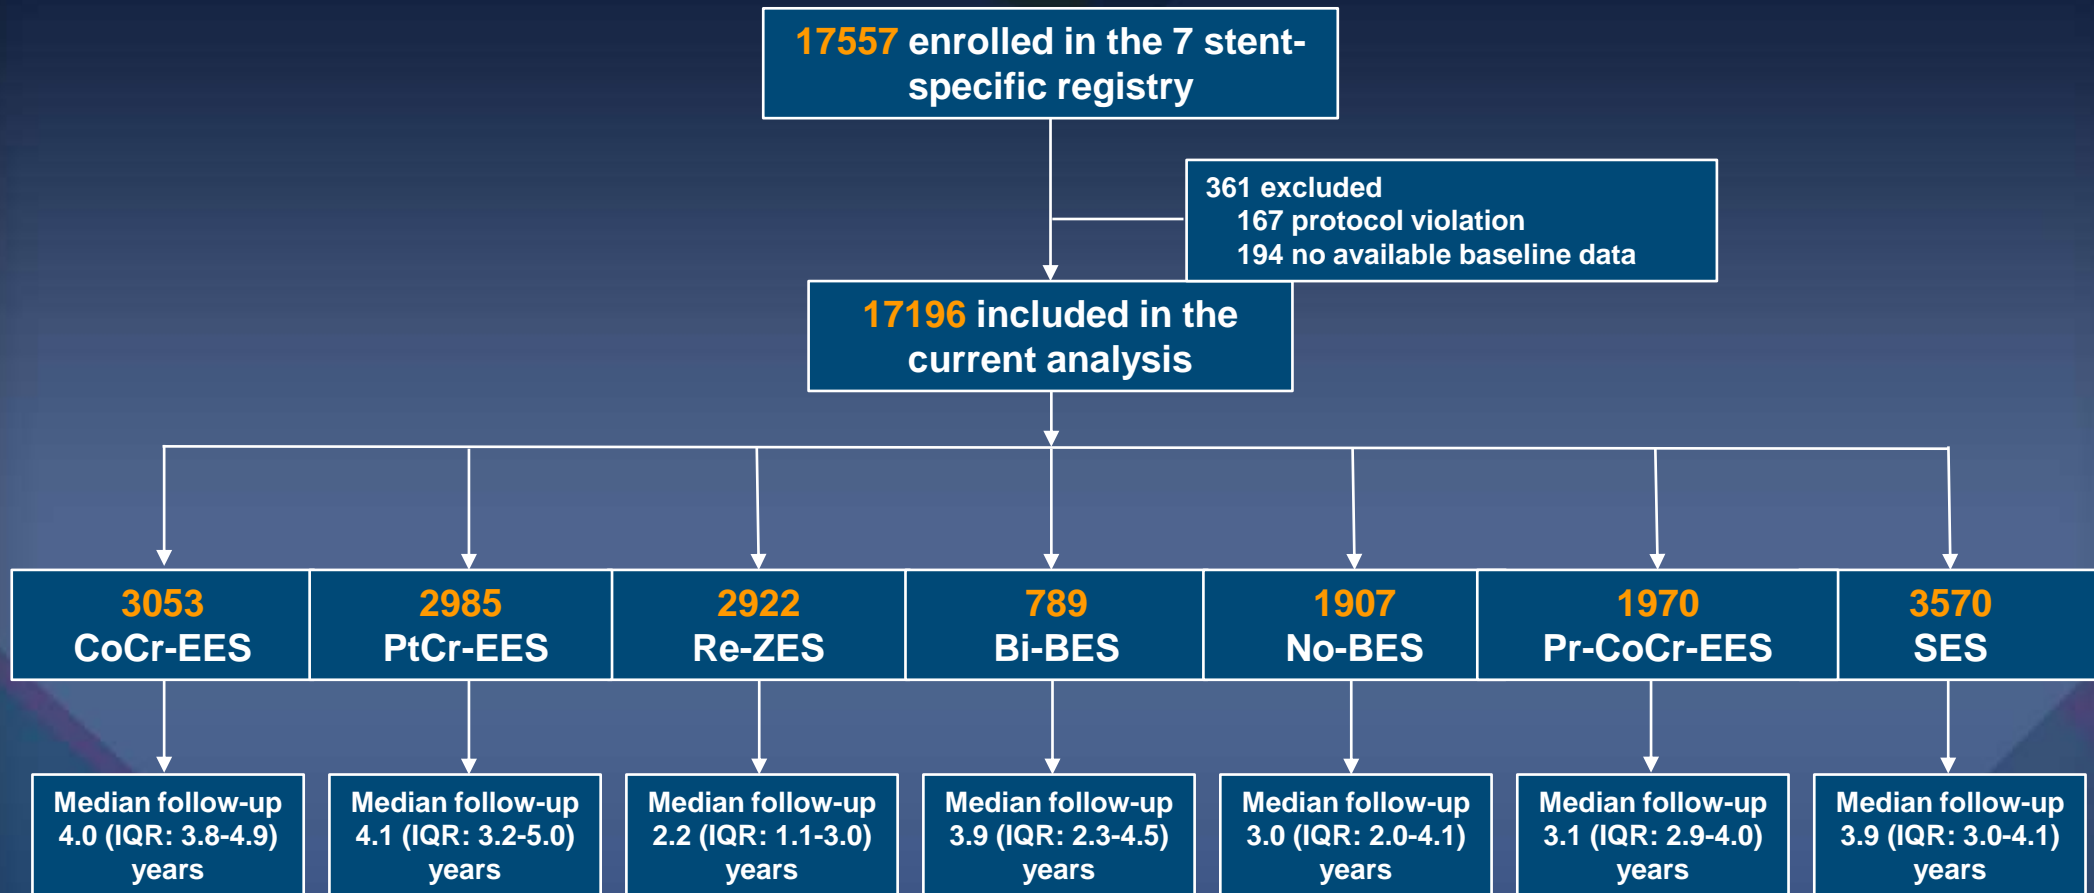 17557 enrolled in the 7 stent-
specific registry
361 excluded
167 protocol violation
194 no available baseline data
17196 included in the
current analysis
3053
CoCr-EES
2985
PtCr-EES
2922
Re-ZES
789
Bi-BES
1907
No-BES
1970
Pr-CoCr-EES
3570
SES
Median follow-up
4.0 (IQR: 3.8-4.9)
years
Median follow-up
4.1 (IQR: 3.2-5.0)
years
Median follow-up
2.2 (IQR: 1.1-3.0)
years
Median follow-up
3.9 (IQR: 2.3-4.5)
years
Median follow-up
3.0 (IQR: 2.0-4.1)
years
Median follow-up
3.1 (IQR: 2.9-4.0)
years
Median follow-up
3.9 (IQR: 3.0-4.1)
years